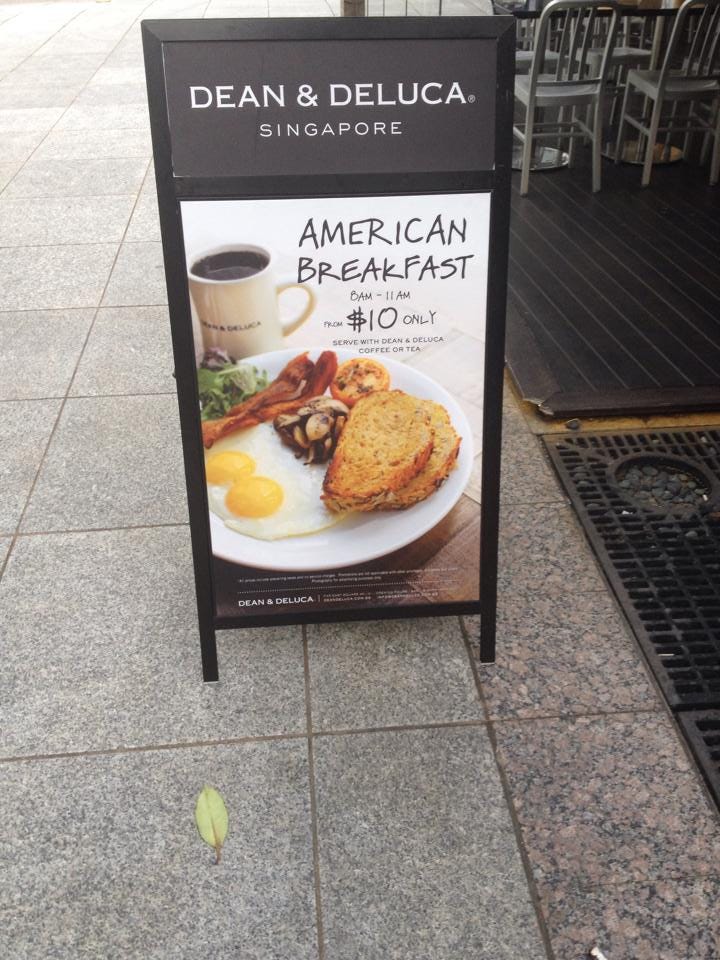 DEAN & DELUCA®
SINGAPORE
AMERICAN
BREAKFAST
8AM - 11AM
FROM $10 ONLY
SERVE WITH DEAN & DELUCA
COFFEE OR TEA
DEAN & DELUCA
DEAN & DELUCA